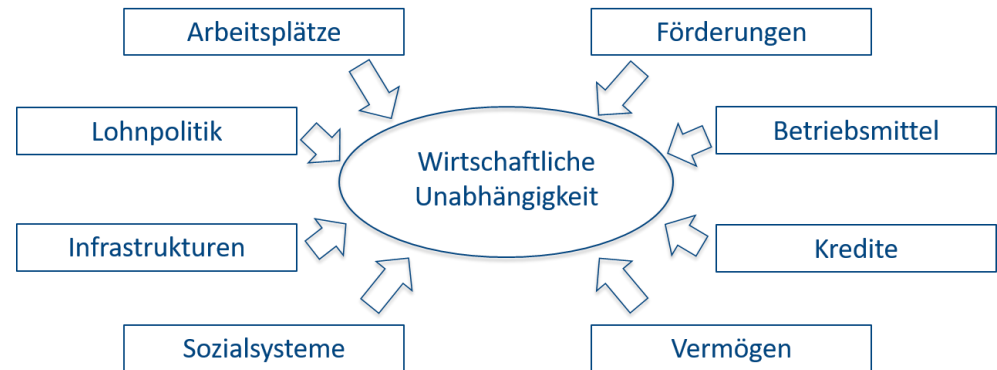 Arbeitsplätze
Förderungen
Lohnpolitik
Betriebsmittel
Wirtschaftliche
Unabhängigkeit
Infrastrukturen
Kredite
Sozialsysteme
Vermögen